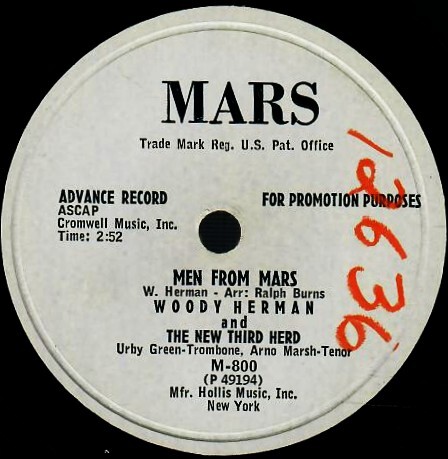 MARS
Trade Mark Reg. U.S. Pat. Office
ADVANCE RECORD
FOR PROMOTION PURPOSES
ASCAP
Cromwell Music, Inc.
Time: 2:52
12636
MEN FROM MARS
W. Herman - Arr: Ralph Burns
WOODY HERMAN
and
THE NEW THIRD HERD
Urby Green-Trombone, Arno Marsh-Tenor
M-800
(P 49194)
Mfr. Hollis Music, Inc.
New York